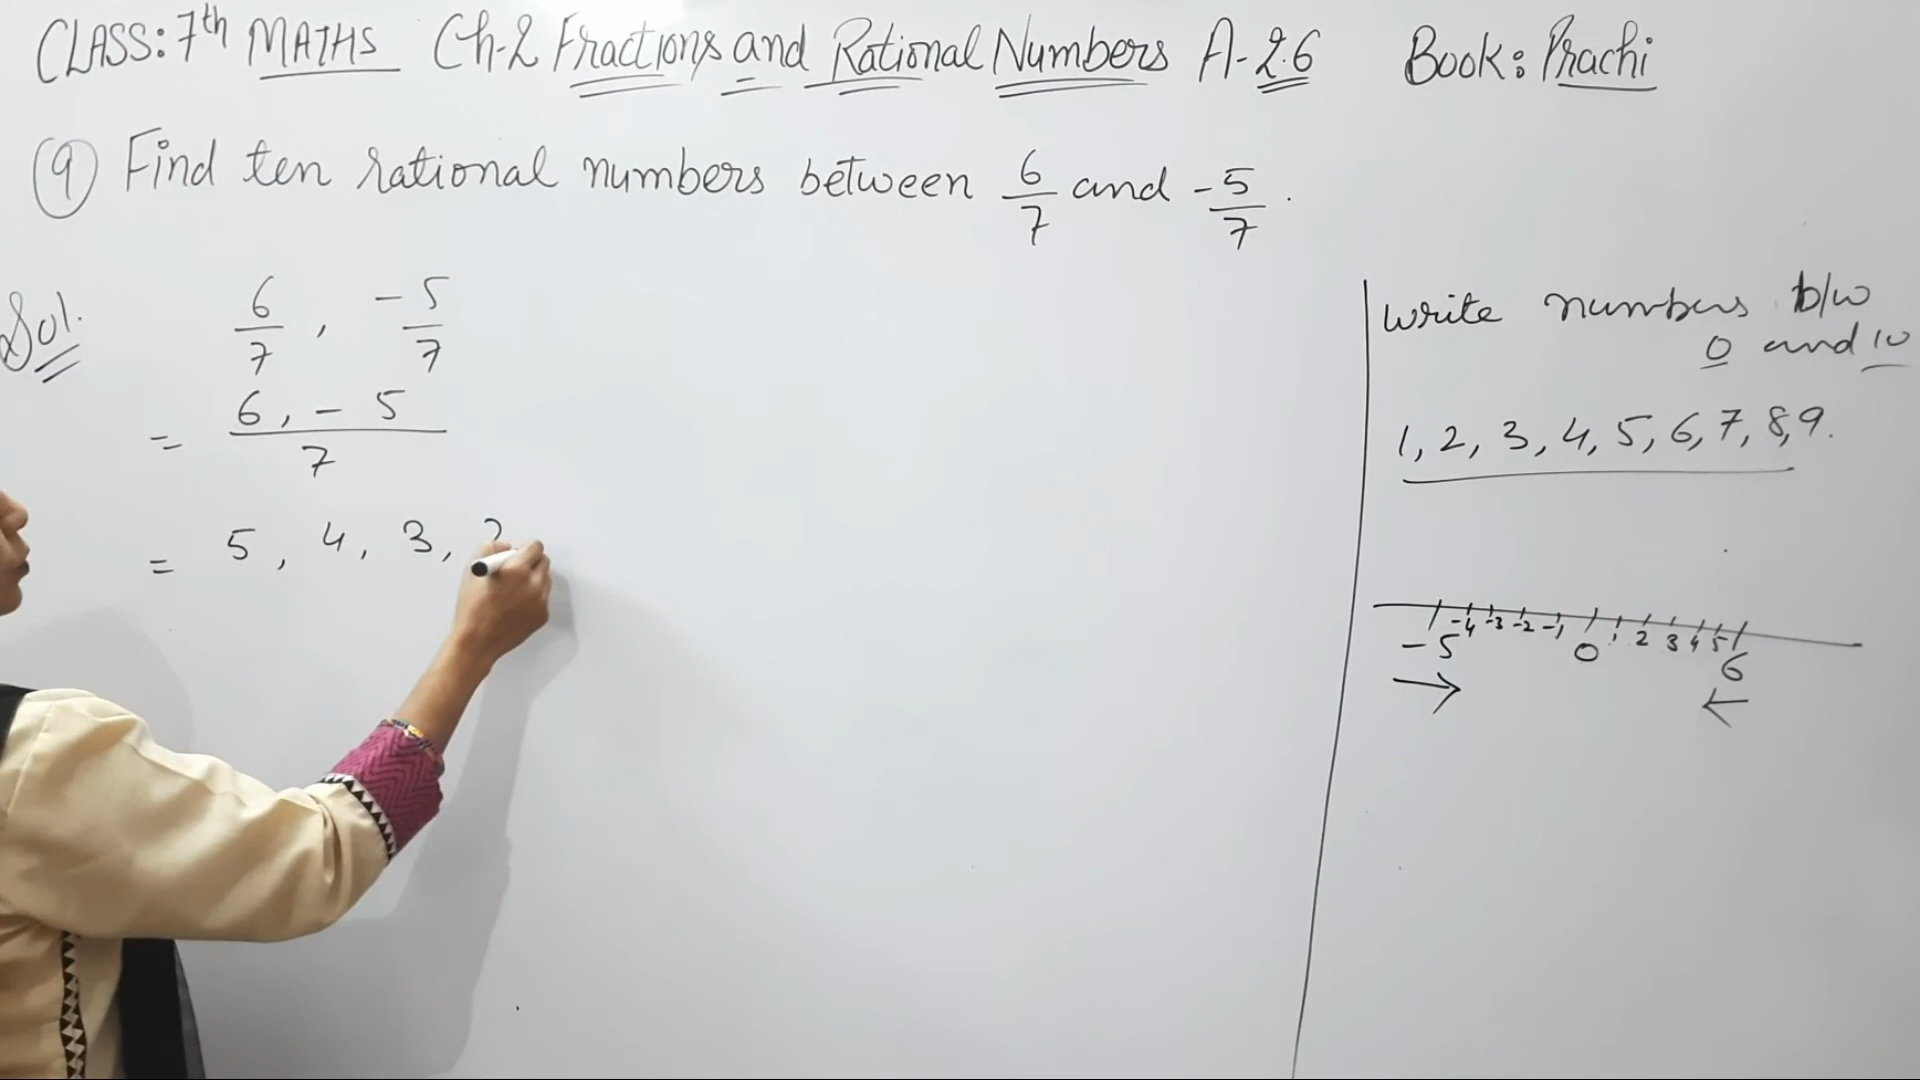 CLASS: 7th MATHS Ch-2 Fractions and Rational Numbers A-2.6 Book: Prachi
9 Find ten rational numbers between 6/7 and -5/7.
Sol. 6/7, -5/7
= 6, -5/7
= 5, 4, 3, 2
write numbers b/w
0 and 10
1, 2, 3, 4, 5, 6, 7, 8, 9.
-5 -4 -3 -2 -1 0 1 2 3 4 5 6